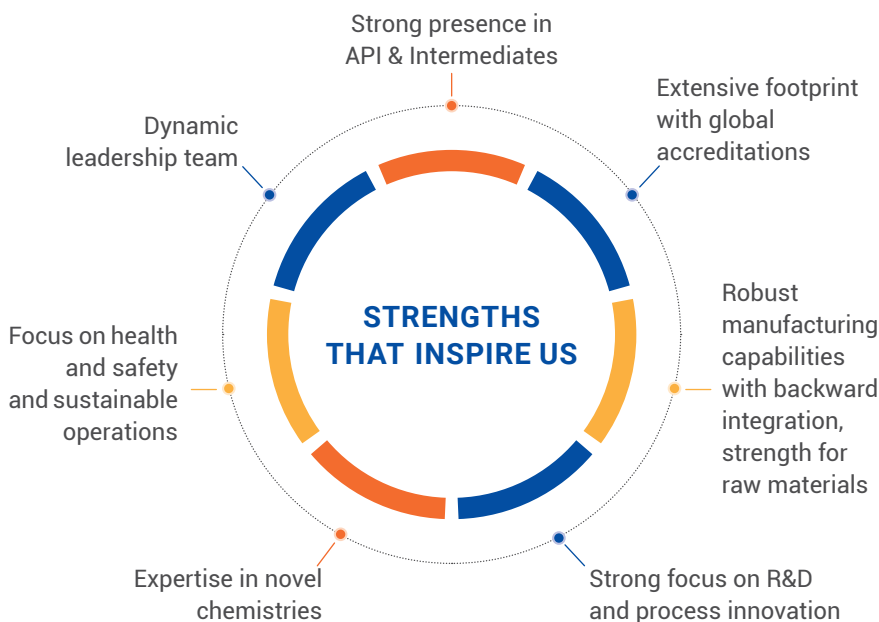 Strong presence in
API & Intermediates
Extensive footprint
with global
accreditations
Robust
manufacturing
capabilities
with backward
integration,
strength for
raw materials
Strong focus on R&D
and process innovation
Expertise in novel
chemistries
Focus on health
and safety
and sustainable
operations
Dynamic
leadership team
STRENGTHS
THAT INSPIRE US